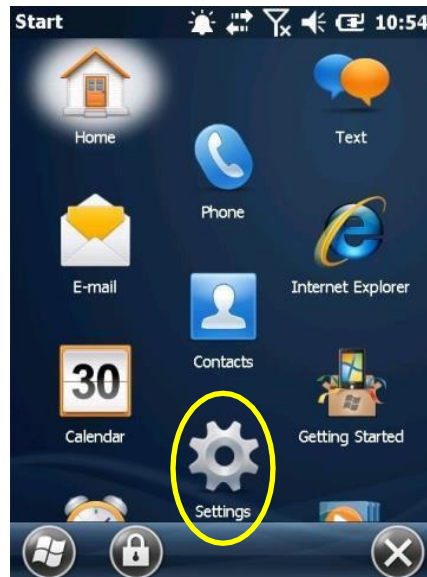 Start 10:54
Home
Text
Phone
E-mail
Internet Explorer
Contacts
30
Calendar
Getting Started
Settings